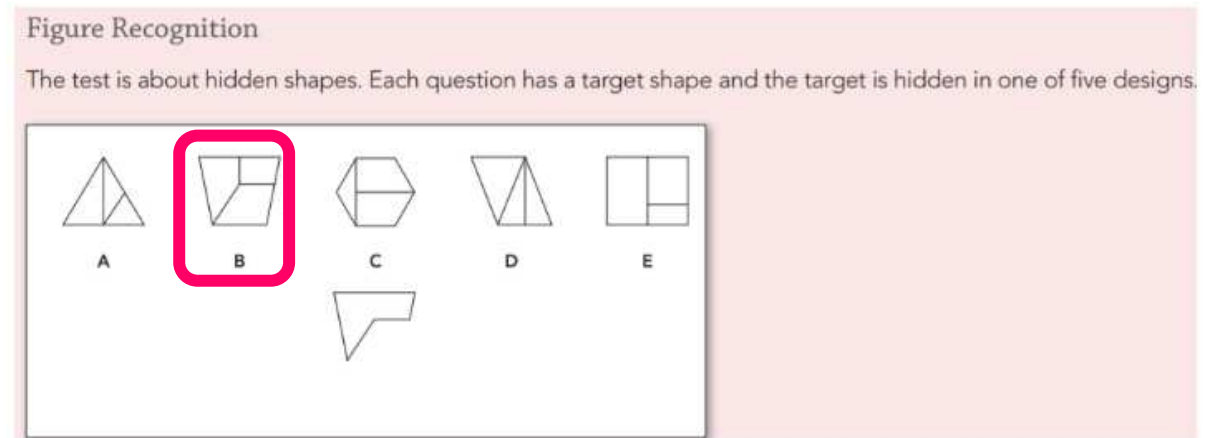 Figure Recognition
The test is about hidden shapes. Each question has a target shape and the target is hidden in one of five designs.
A B C D E